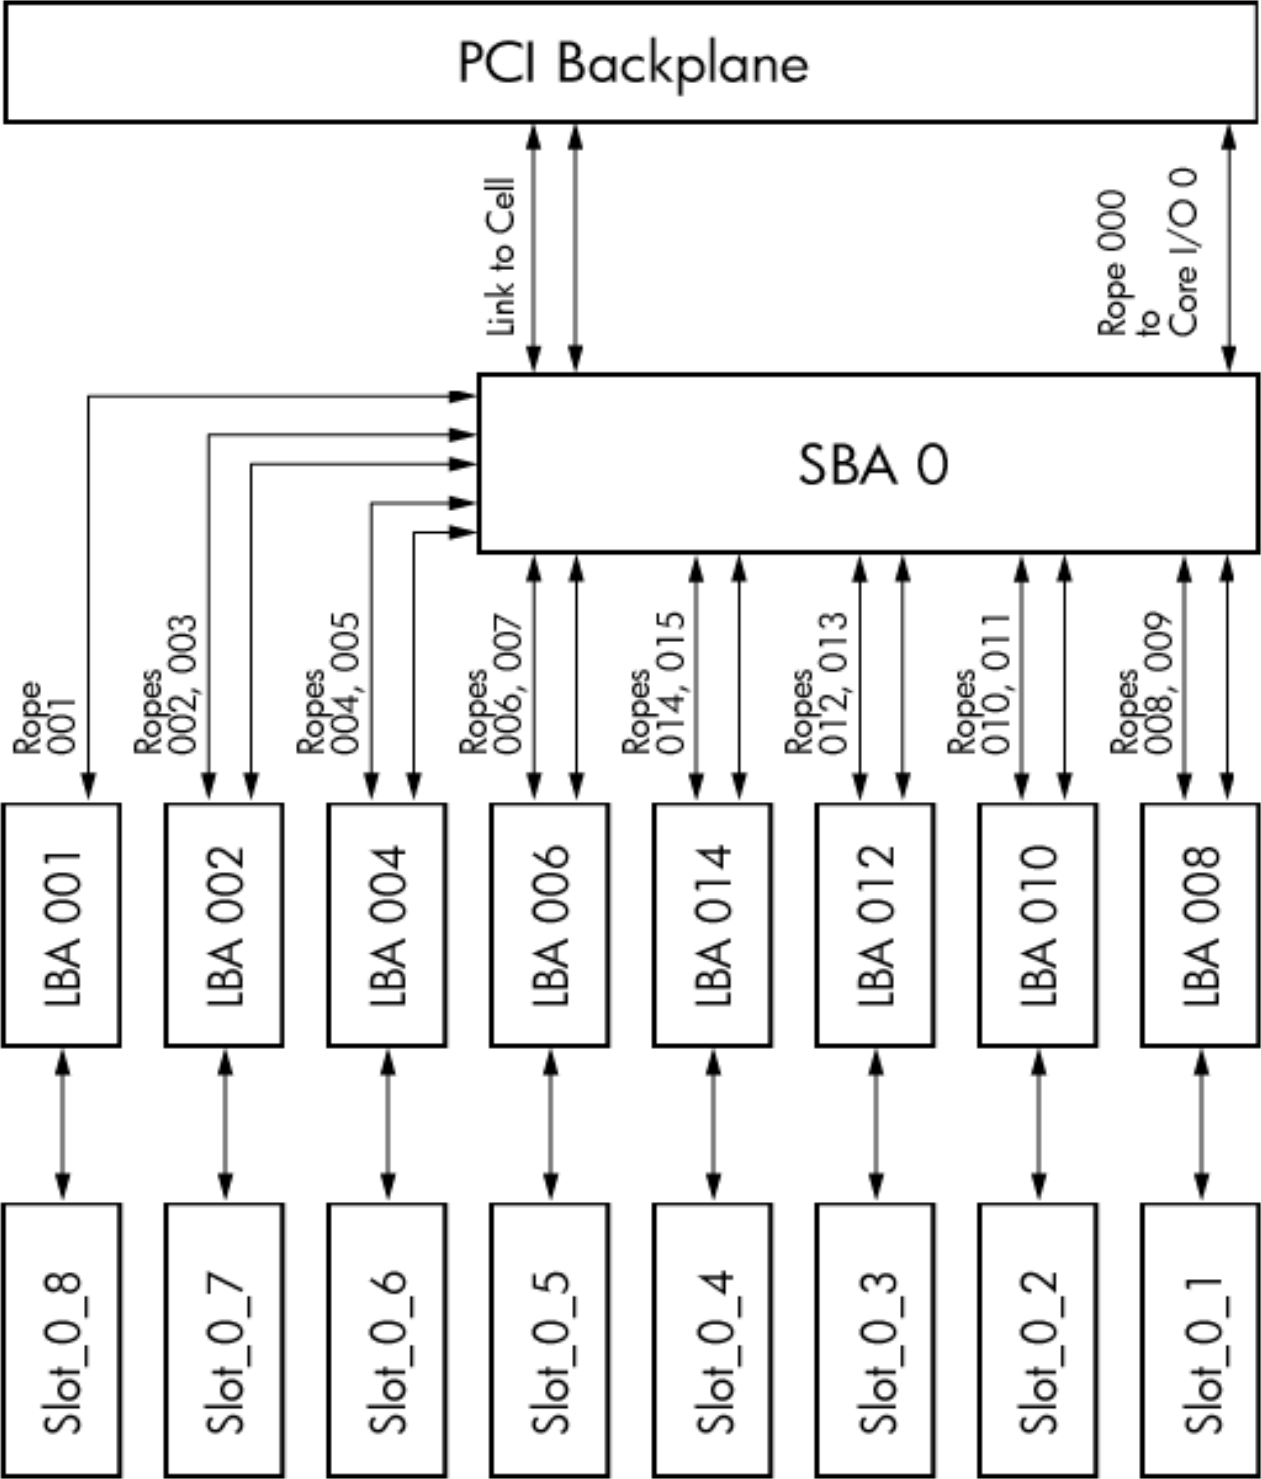 PCI Backplane
Link to Cell
Rope 000
to
Core I/O 0
SBA 0
Rope
001
Ropes
002, 003
Ropes
004, 005
Ropes
006, 007
Ropes
014, 015
Ropes
012, 013
Ropes
010, 011
Ropes
008, 009
LBA 001
LBA 002
LBA 004
LBA 006
LBA 014
LBA 012
LBA 010
LBA 008
Slot_0_8
Slot_0_7
Slot_0_6
Slot_0_5
Slot_0_4
Slot_0_3
Slot_0_2
Slot_0_1